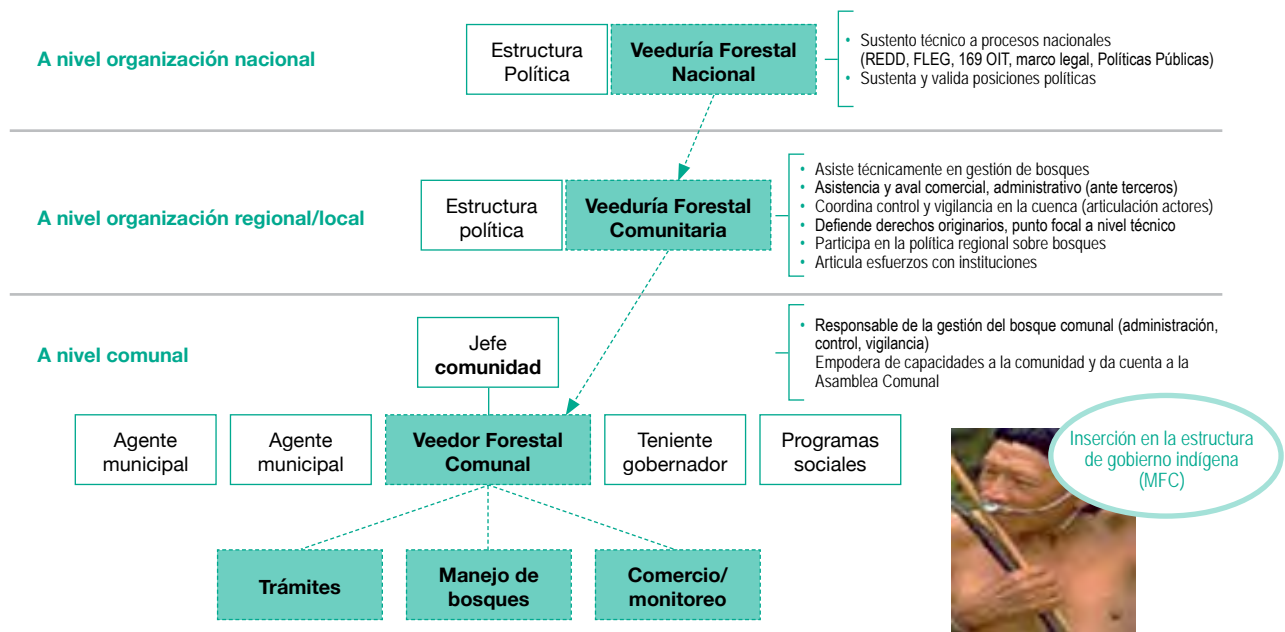 A nivel organización nacional
Estructura
Política
Veeduría Forestal
Nacional
• Sustento técnico a procesos nacionales
(REDD, FLEG, 169 OIT, marco legal, Políticas Públicas)
• Sustenta y valida posiciones políticas
A nivel organización regional/local
Estructura
política
Veeduría Forestal
Comunitaria
• Asiste técnicamente en gestión de bosques
• Asistencia y aval comercial, administrativo (ante terceros)
• Coordina control y vigilancia en la cuenca (articulación actores)
• Defiende derechos originarios, punto focal a nivel técnico
• Participa en la política regional sobre bosques
• Articula esfuerzos con instituciones
A nivel comunal
Jefe
comunidad
• Responsable de la gestión del bosque comunal (administración,
control, vigilancia)
Empodera de capacidades a la comunidad y da cuenta a la
Asamblea Comunal
Agente
municipal
Agente
municipal
Veedor Forestal
Comunal
Teniente
gobernador
Programas
sociales
Inserción en la estructura
de gobierno indígena
(MFC)
Trámites
Manejo de
bosques
Comercio/
monitoreo